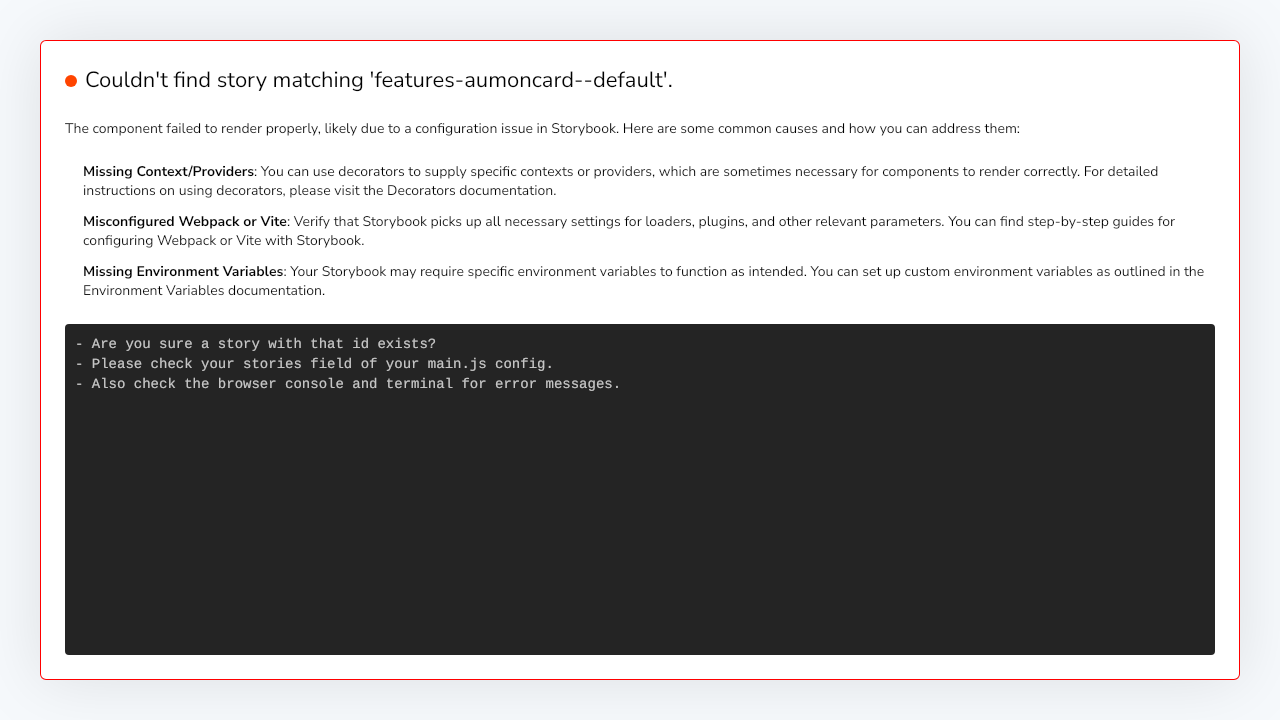 Couldn't find story matching 'features-aumoncard--default'.
The component failed to render properly, likely due to a configuration issue in Storybook. Here are some common causes and how you can address them:
Missing Context/Providers: You can use decorators to supply specific contexts or providers, which are sometimes necessary for components to render correctly. For detailed
instructions on using decorators, please visit the Decorators documentation.
Misconfigured Webpack or Vite: Verify that Storybook picks up all necessary settings for loaders, plugins, and other relevant parameters. You can find step-by-step guides for
configuring Webpack or Vite with Storybook.
Missing Environment Variables: Your Storybook may require specific environment variables to function as intended. You can set up custom environment variables as outlined in the
Environment Variables documentation.
- Are you sure a story with that id exists?
- Please check your stories field of your main.js config.
- Also check the browser console and terminal for error messages.